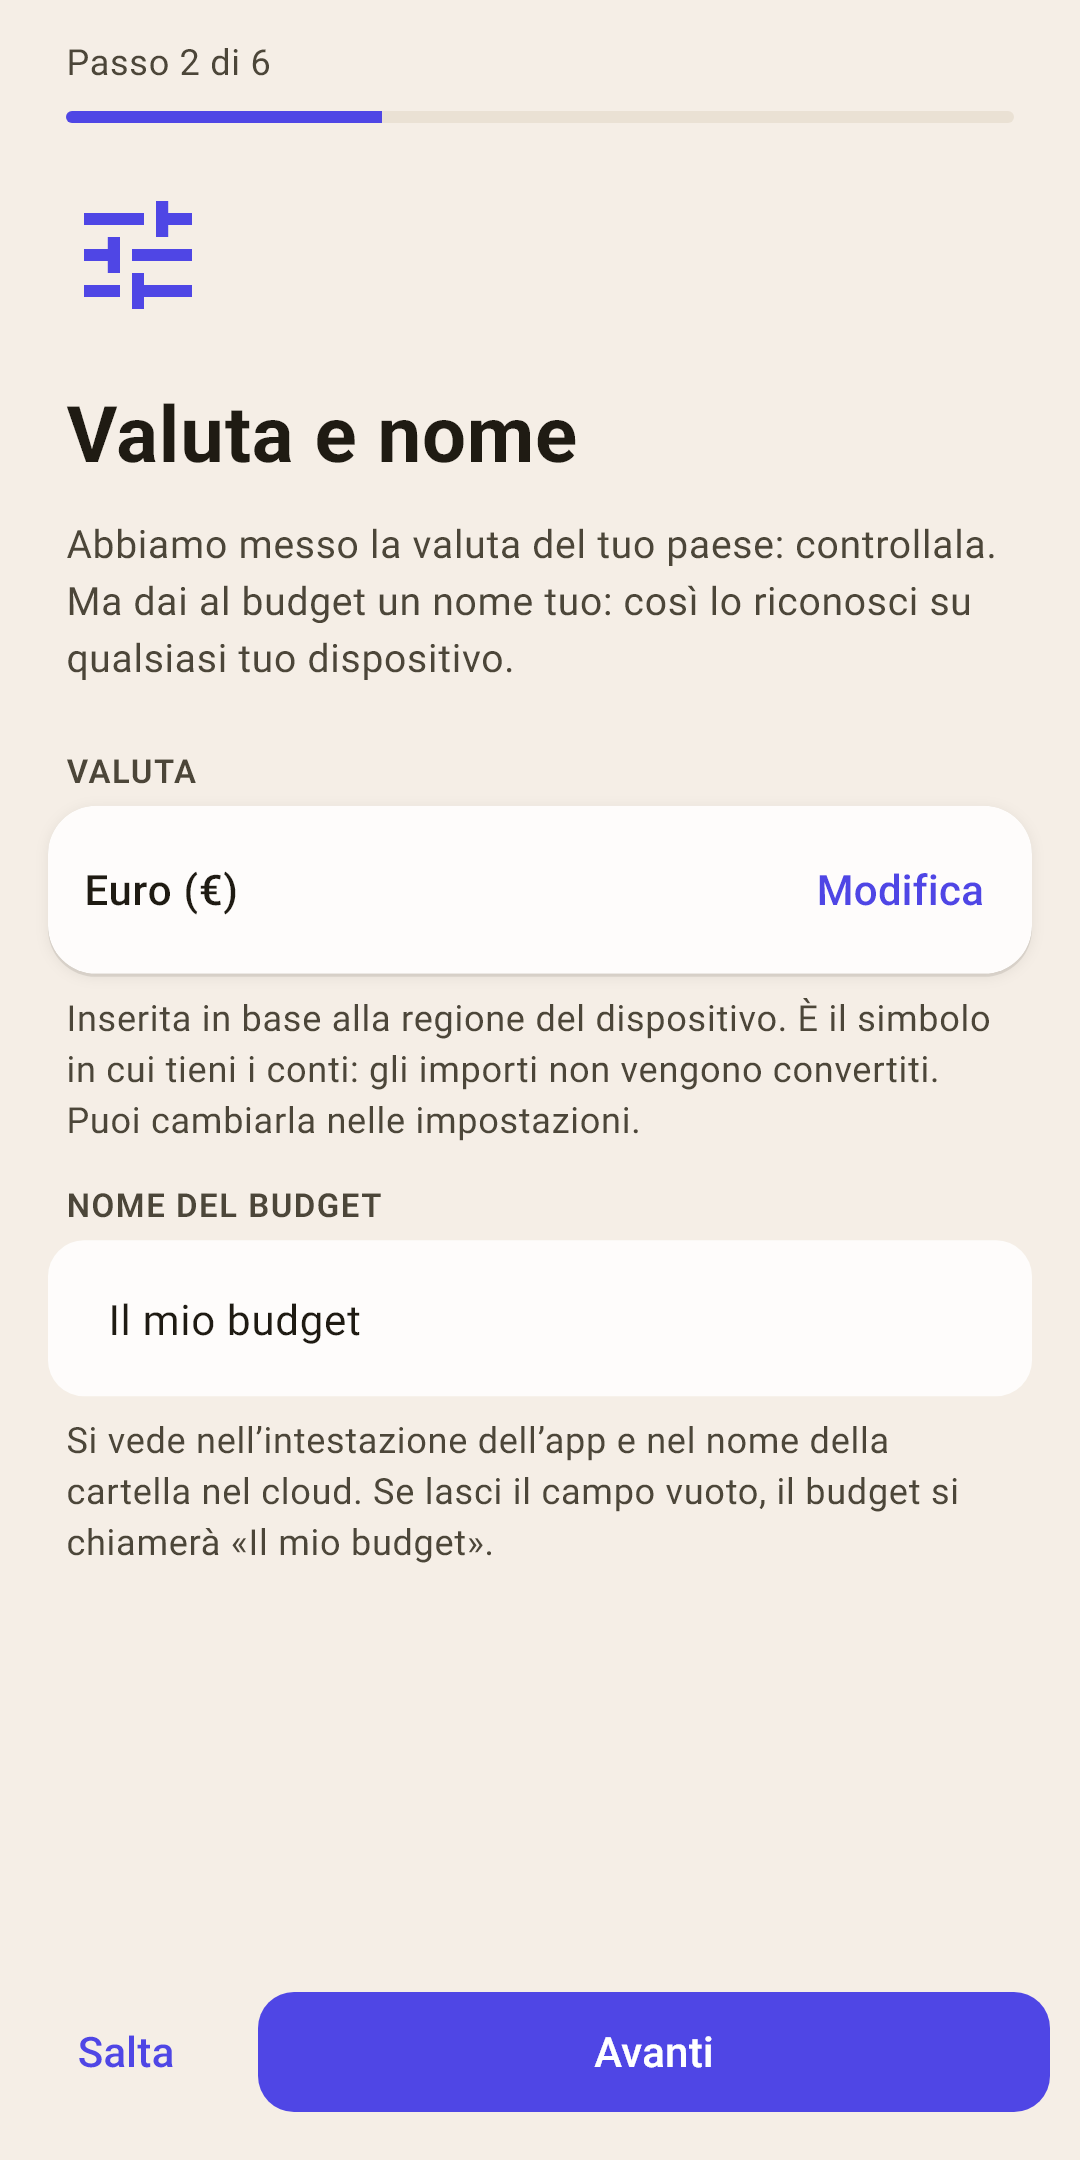 Passo 2 di 6
Valuta e nome
Abbiamo messo la valuta del tuo paese: controllala.
Ma dai al budget un nome tuo: così lo riconosci su
qualsiasi tuo dispositivo.
VALUTA
Euro (€)
Modifica
Inserita in base alla regione del dispositivo. È il simbolo
in cui tieni i conti: gli importi non vengono convertiti.
Puoi cambiarla nelle impostazioni.
NOME DEL BUDGET
Il mio budget
Si vede nell’intestazione dell’app e nel nome della
cartella nel cloud. Se lasci il campo vuoto, il budget si
chiamerà «Il mio budget».
Salta
Avanti